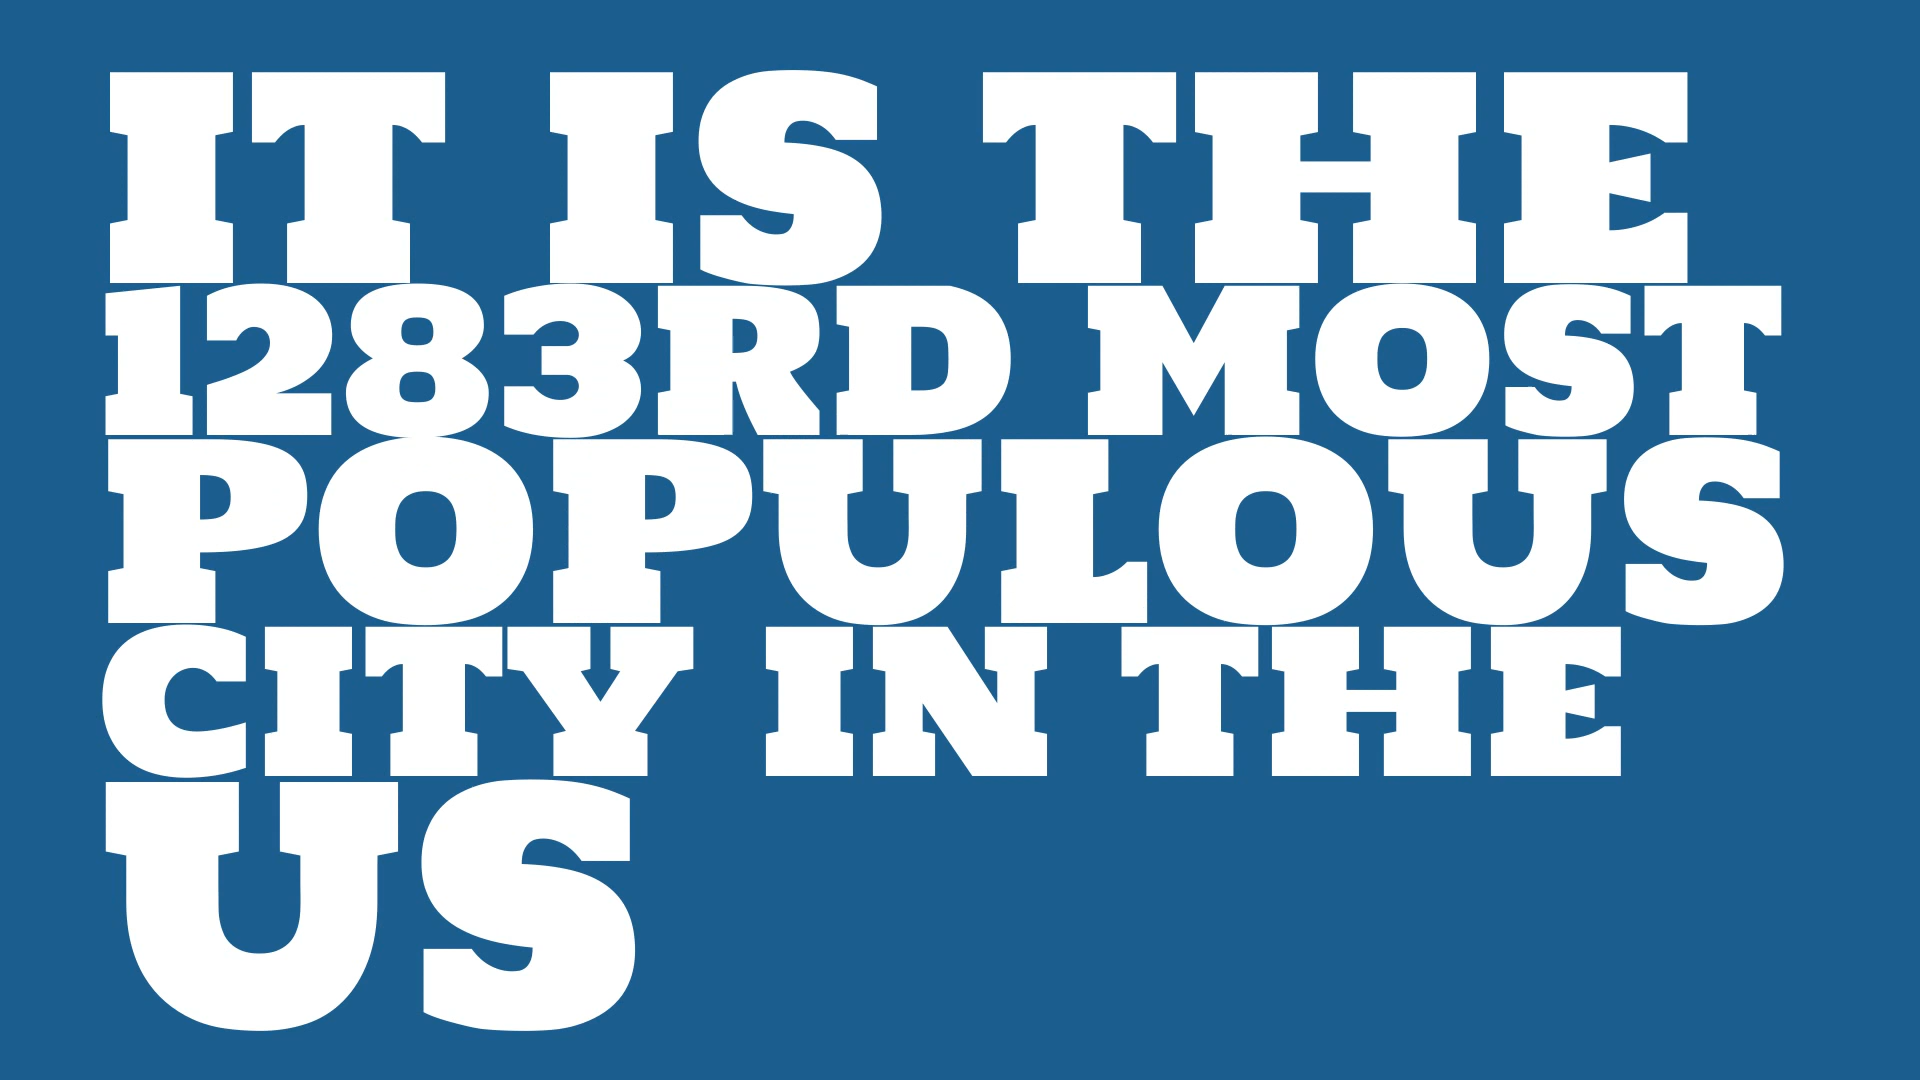 IT IS THE
1283RD MOST
POPULOUS
CITY IN THE
US